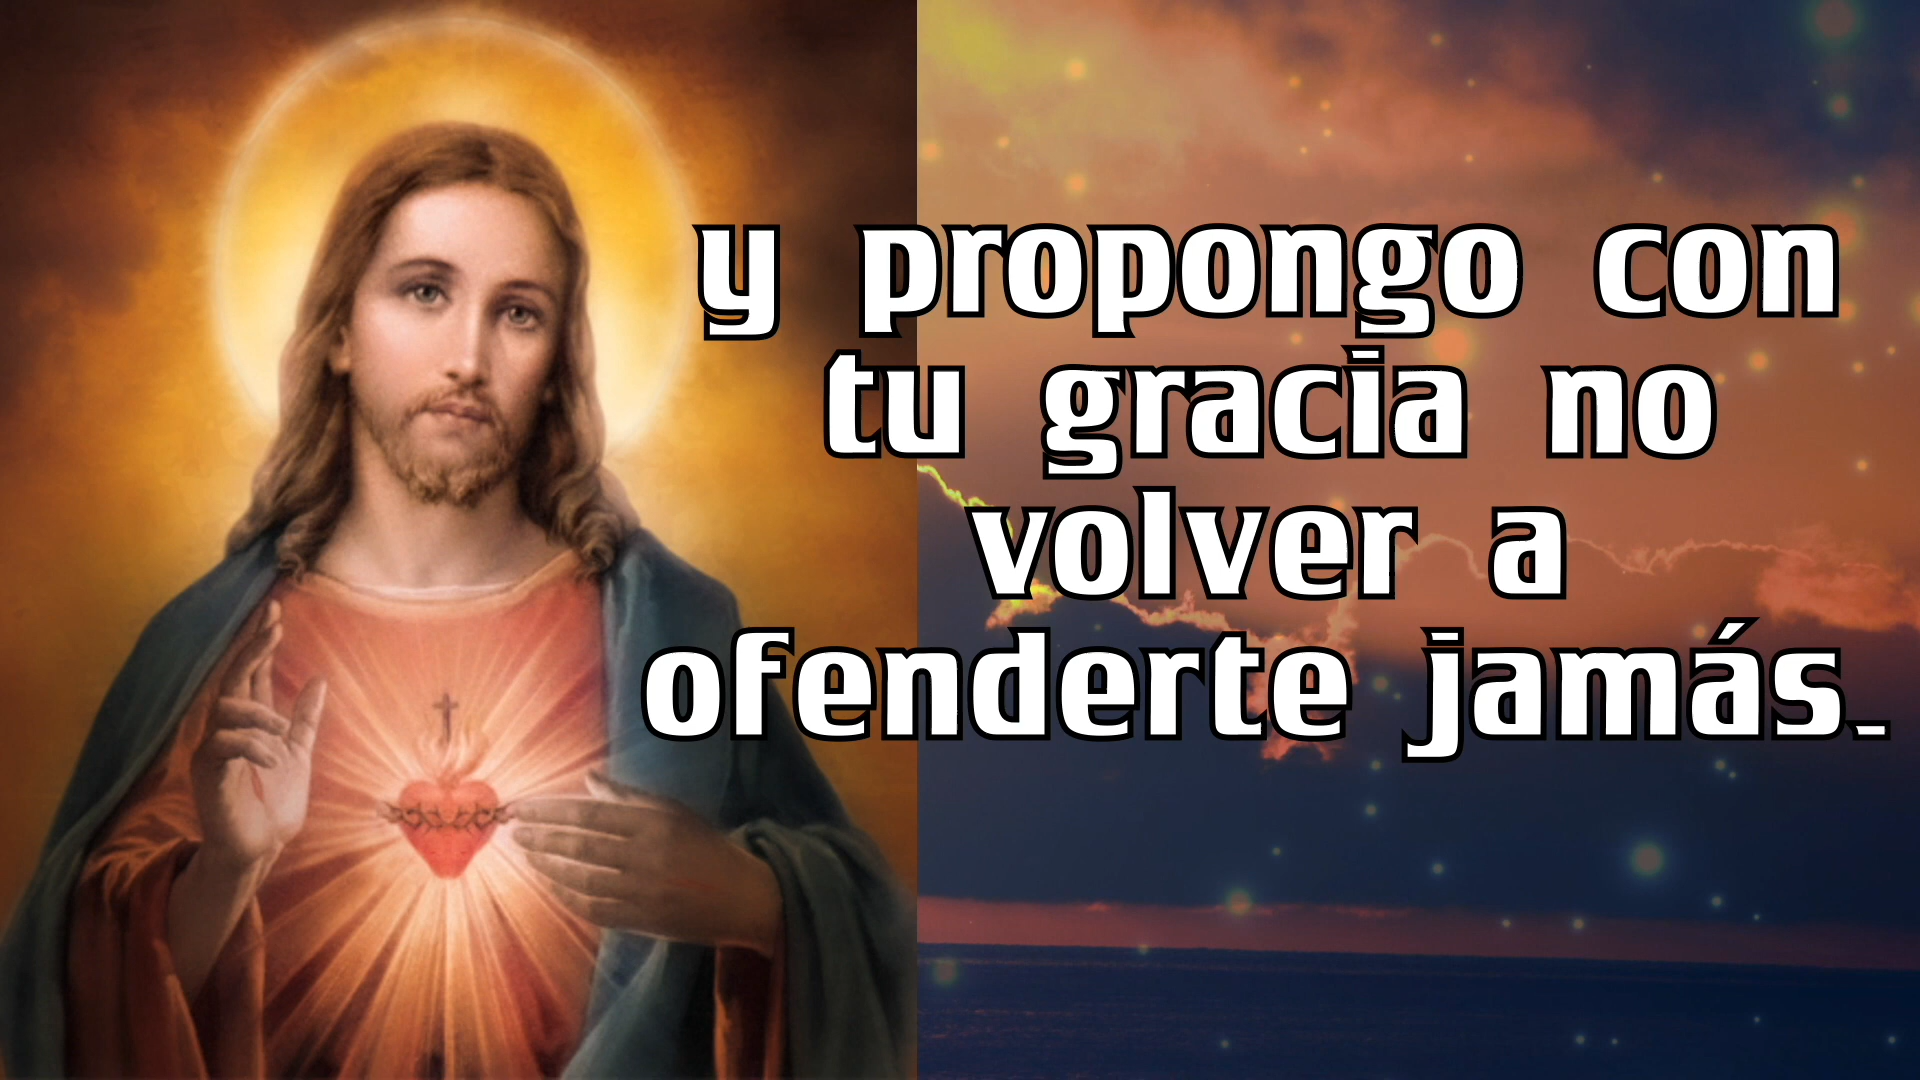 y propongo con
tu gracia no
volver a
ofenderte jamás.